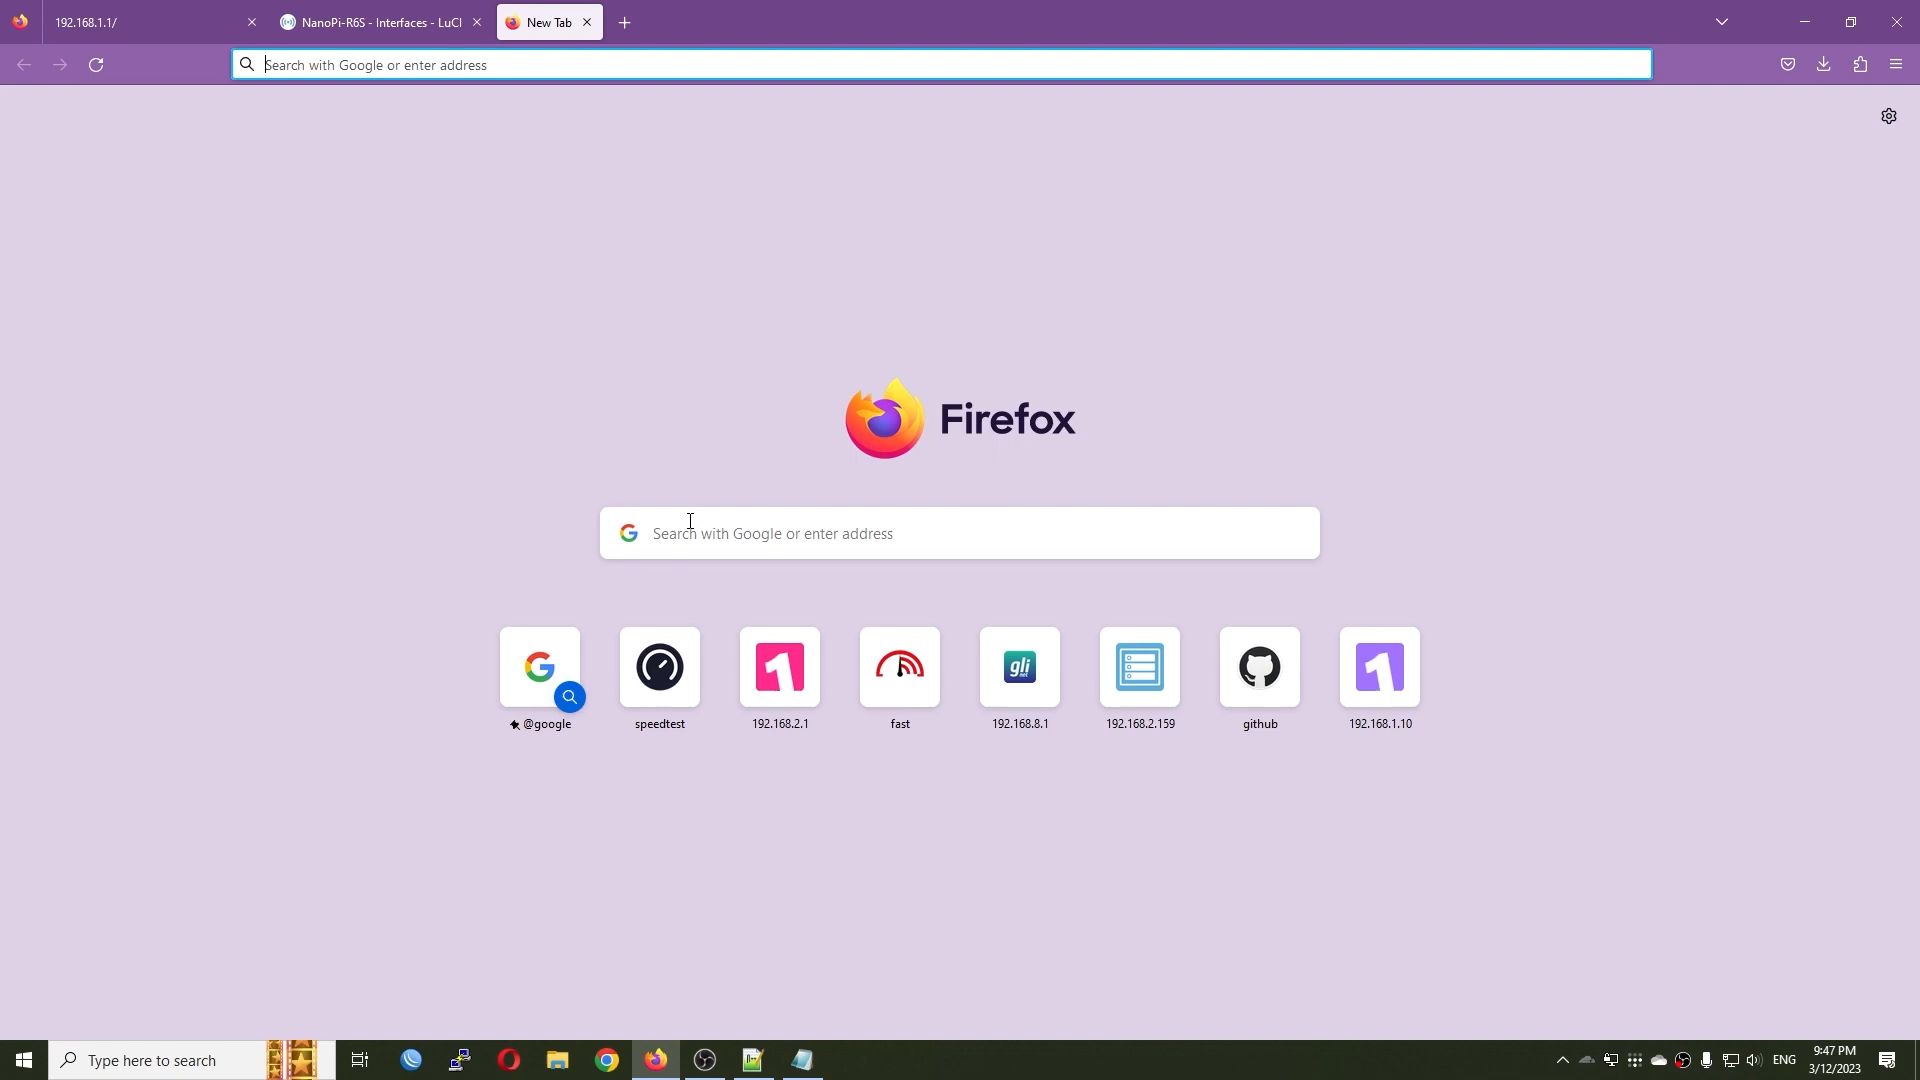 192.168.1.1/
NanoPi-R6S - Interfaces - LuCI
New Tab
Search with Google or enter address
Firefox
Search with Google or enter address
gli
net
@google
speedtest
192.168.2.1
fast
192.168.8.1
192.168.2.159
github
192.168.1.10
Type here to search
ENG
9:47 PM
3/12/2023